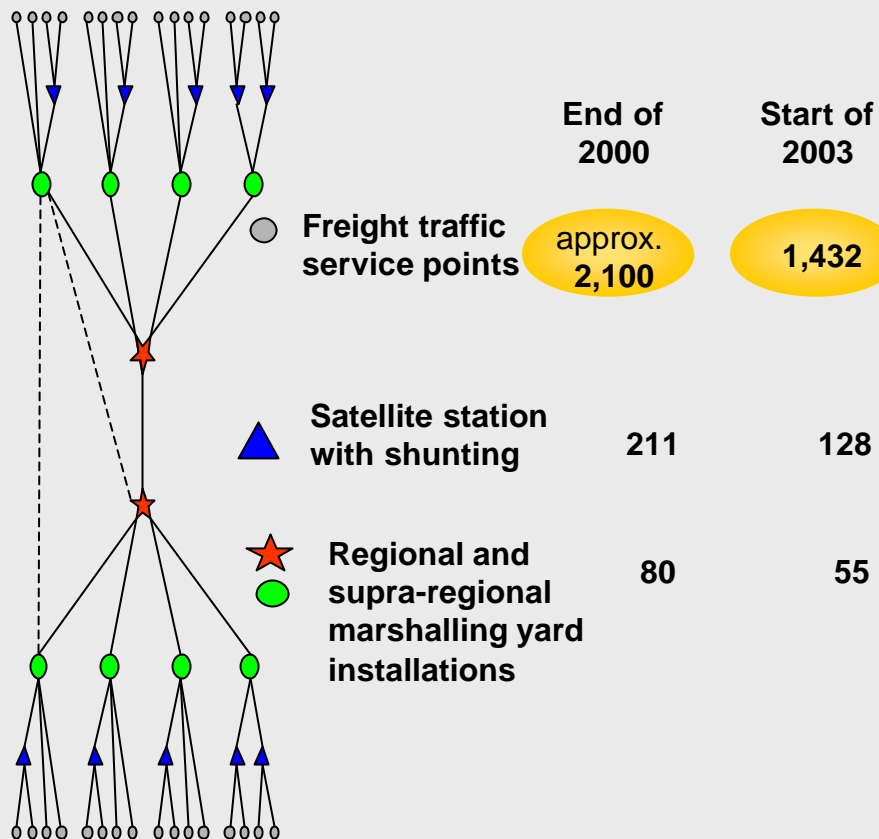 End of
2000
Start of
2003
Freight traffic
service points
approx.
2,100
1,432
Satellite station
with shunting
211
128
Regional and
supra-regional
marshalling yard
installations
80
55